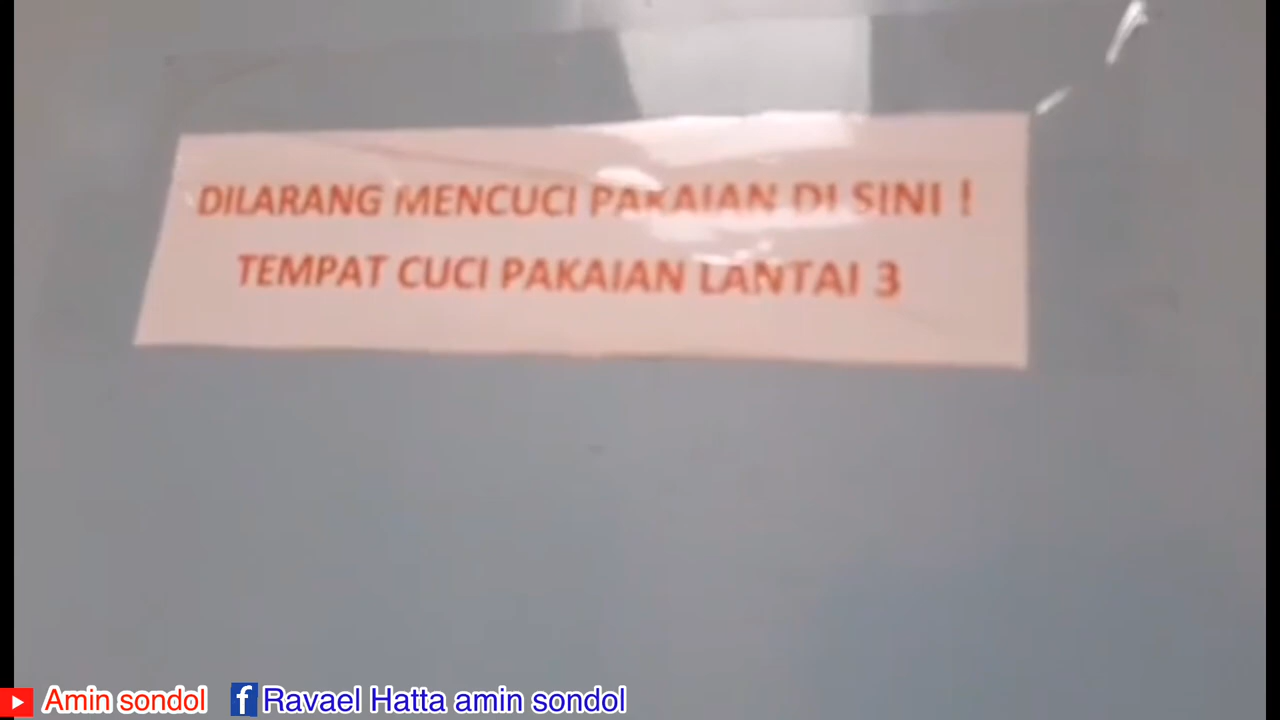 DILARANG MENCUCI PAKAIAN DI SINI !
TEMPAT CUCI PAKAIAN LANTAI 3
Amin sondol f Ravael Hatta amin sondol